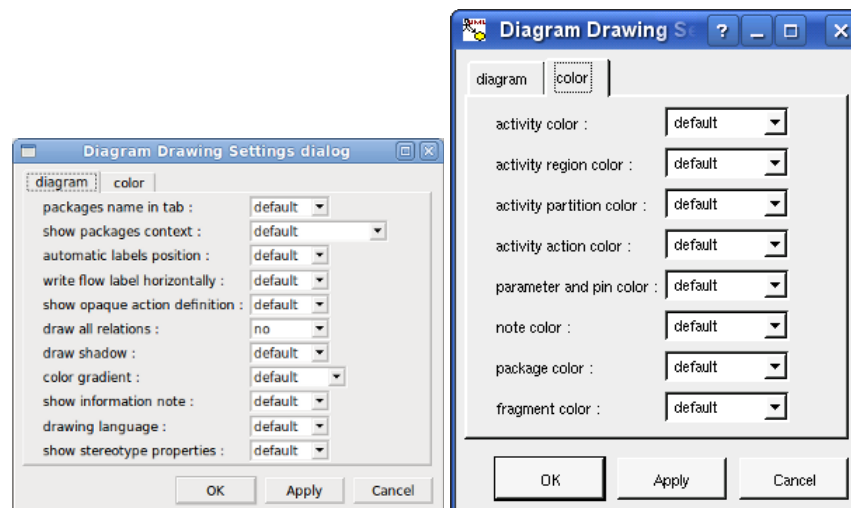 Diagram Drawing Settings dialog
diagram color
packages name in tab : default
show packages context : default
automatic labels position : default
write flow label horizontally : default
show opaque action definition : default
draw all relations : no
draw shadow : default
color gradient : default
show information note : default
drawing language : default
show stereotype properties : default
OK Apply Cancel
Diagram Drawing Se
diagram color
activity color : default
activity region color : default
activity partition color : default
activity action color : default
parameter and pin color : default
note color : default
package color : default
fragment color : default
OK Apply Cancel